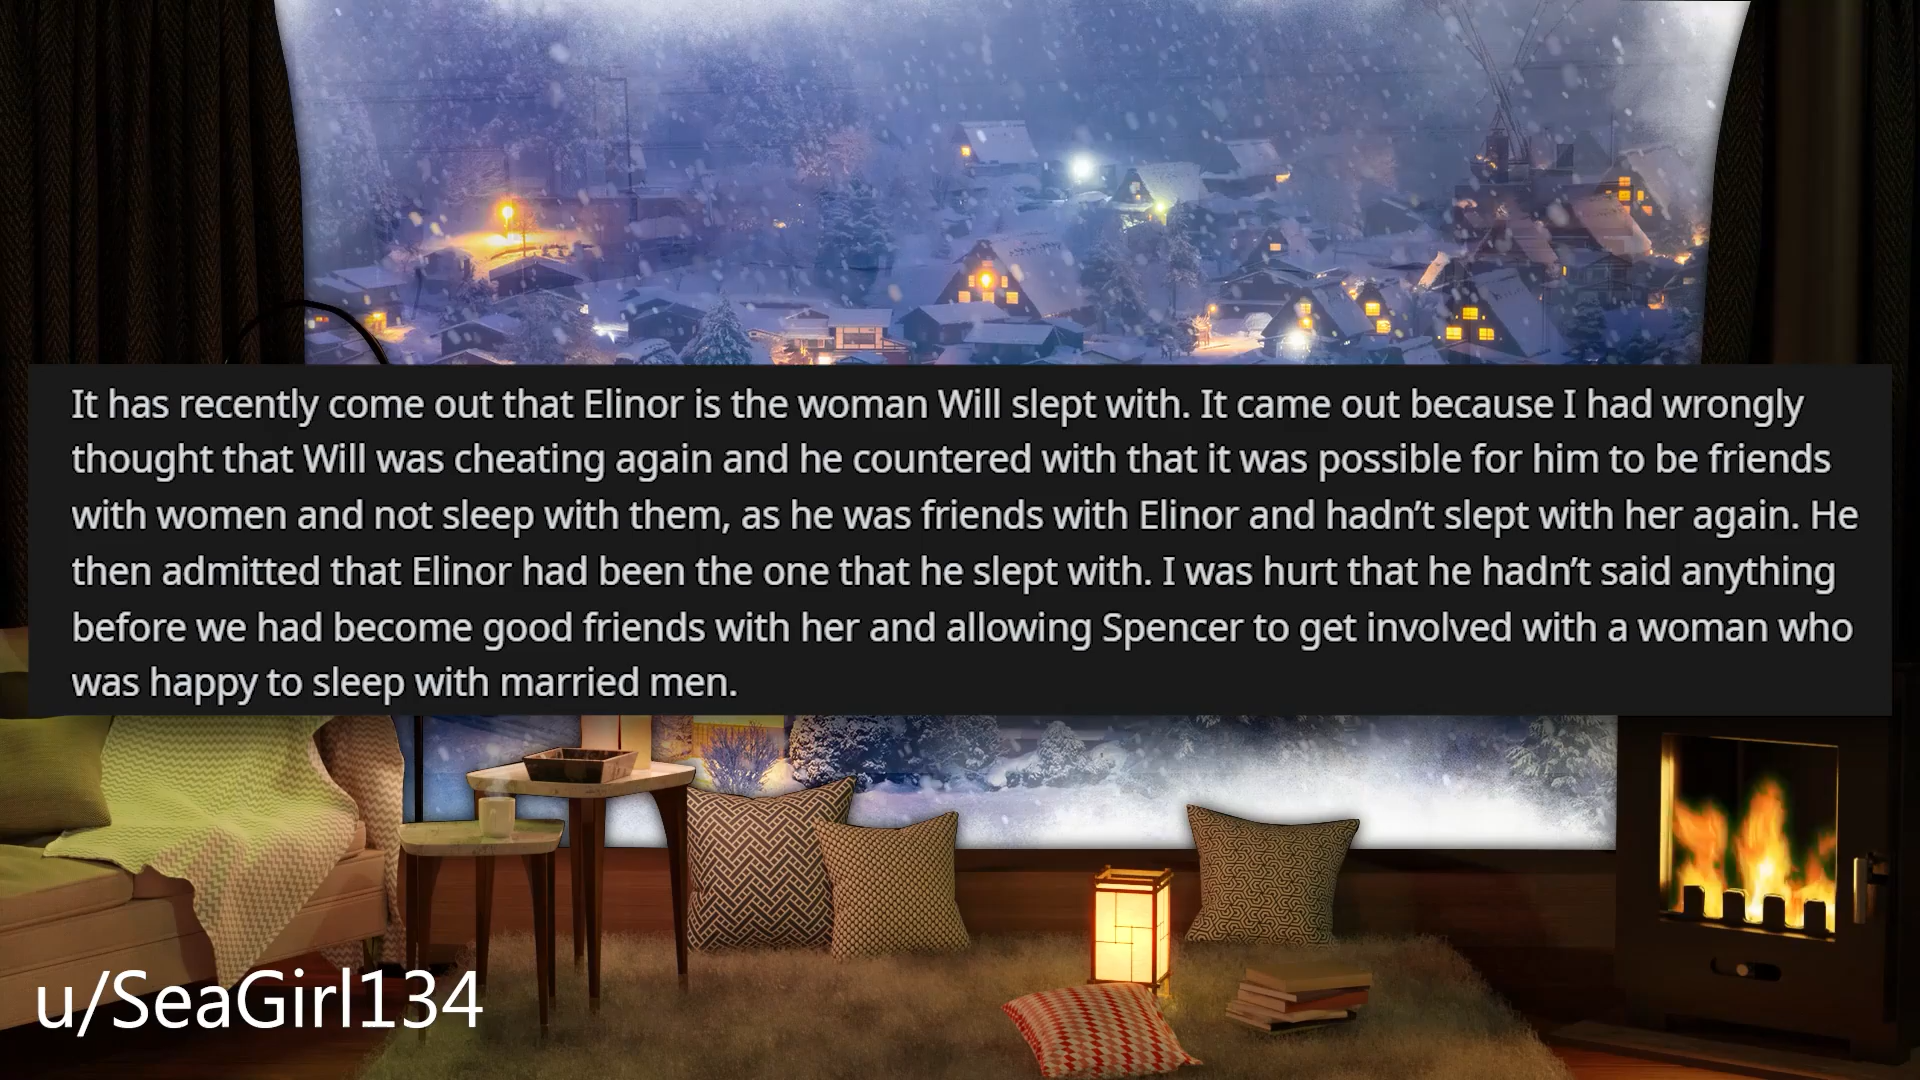 It has recently come out that Elinor is the woman Will slept with. It came out because I had wrongly
thought that Will was cheating again and he countered with that it was possible for him to be friends
with women and not sleep with them, as he was friends with Elinor and hadn’t slept with her again. He
then admitted that Elinor had been the one that he slept with. I was hurt that he hadn’t said anything
before we had become good friends with her and allowing Spencer to get involved with a woman who
was happy to sleep with married men.
u/SeaGirl134